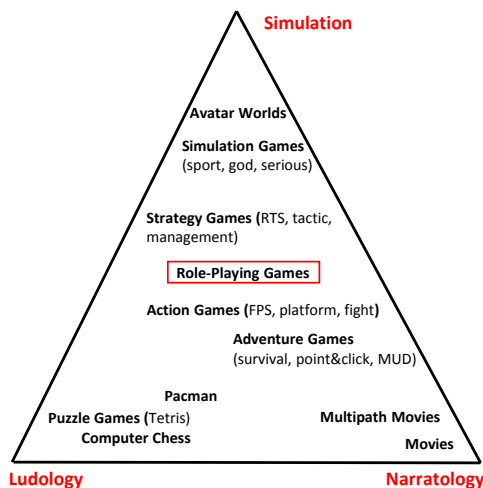 Simulation
Avatar Worlds
Simulation Games
(sport, god, serious)
Strategy Games (RTS, tactic,
management)
Role-Playing Games
Action Games (FPS, platform, fight)
Adventure Games
(survival, point&click, MUD)
Pacman
Puzzle Games (Tetris)
Multipath Movies
Computer Chess
Movies
Ludology
Narratology